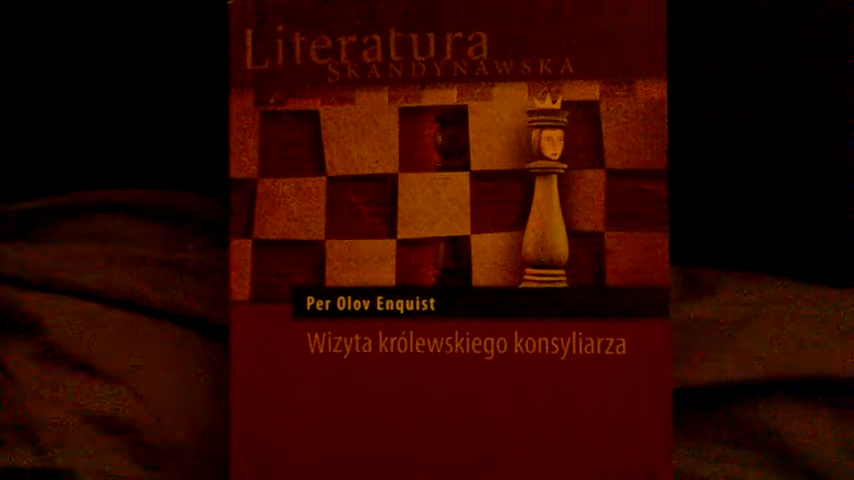 Literatura
SKANDYNAWSKA
Per Olov Enquist
Wizyta królewskiego konsyliarza